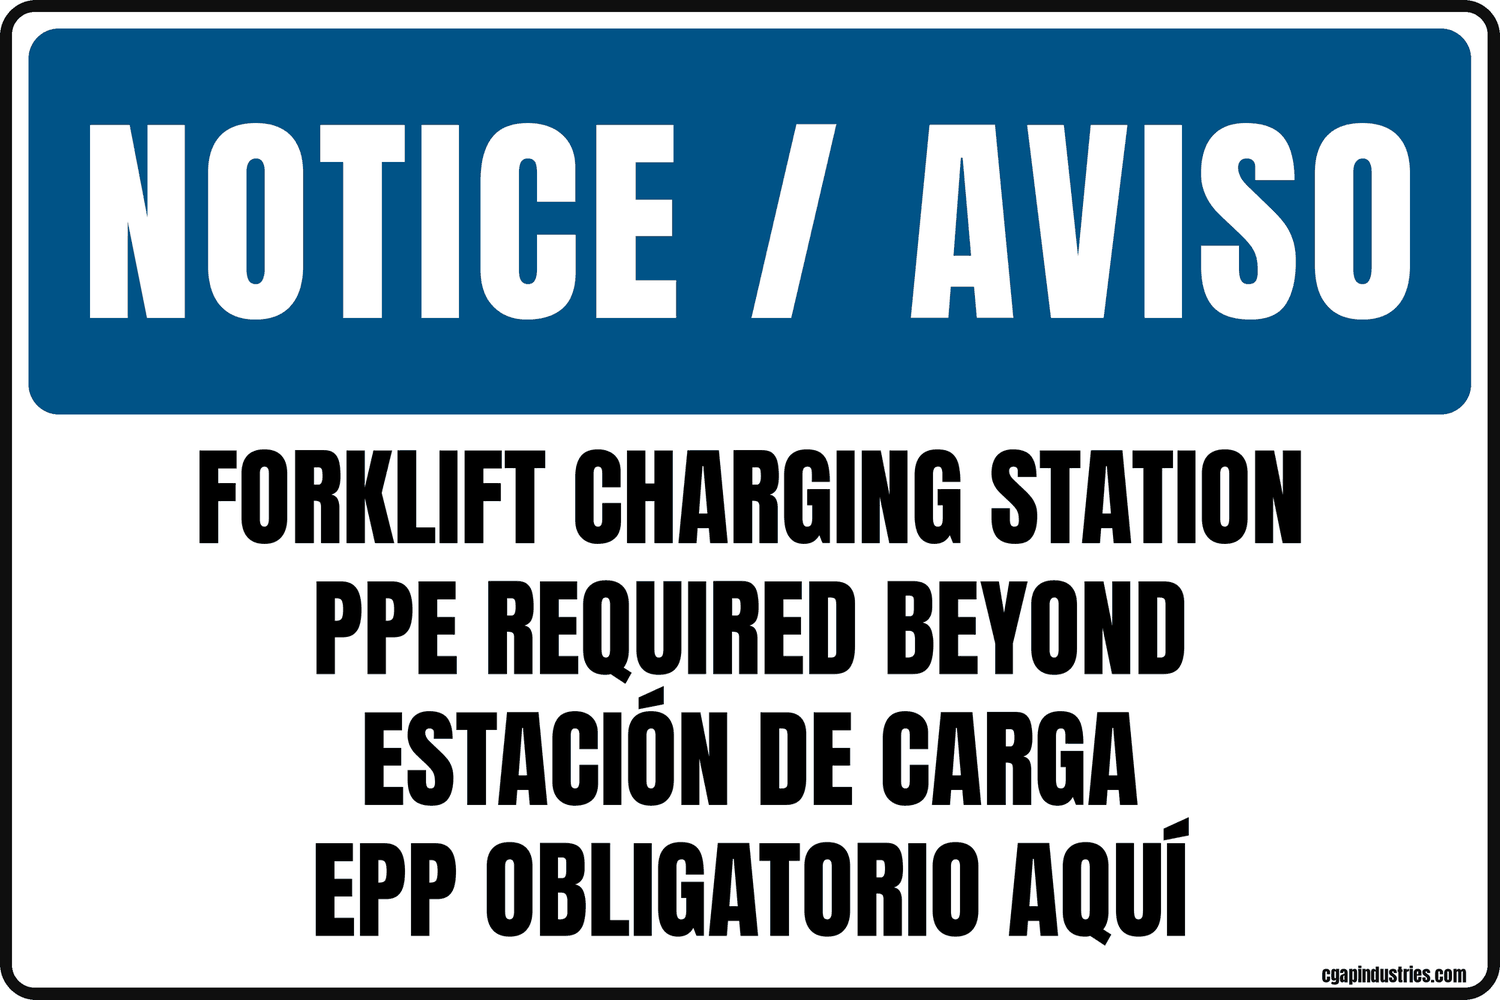 NOTICE / AVISO
FORKLIFT CHARGING STATION
PPE REQUIRED BEYOND
ESTACIÓN DE CARGA
EPP OBLIGATORIO AQUÍ
cgapindustries.com